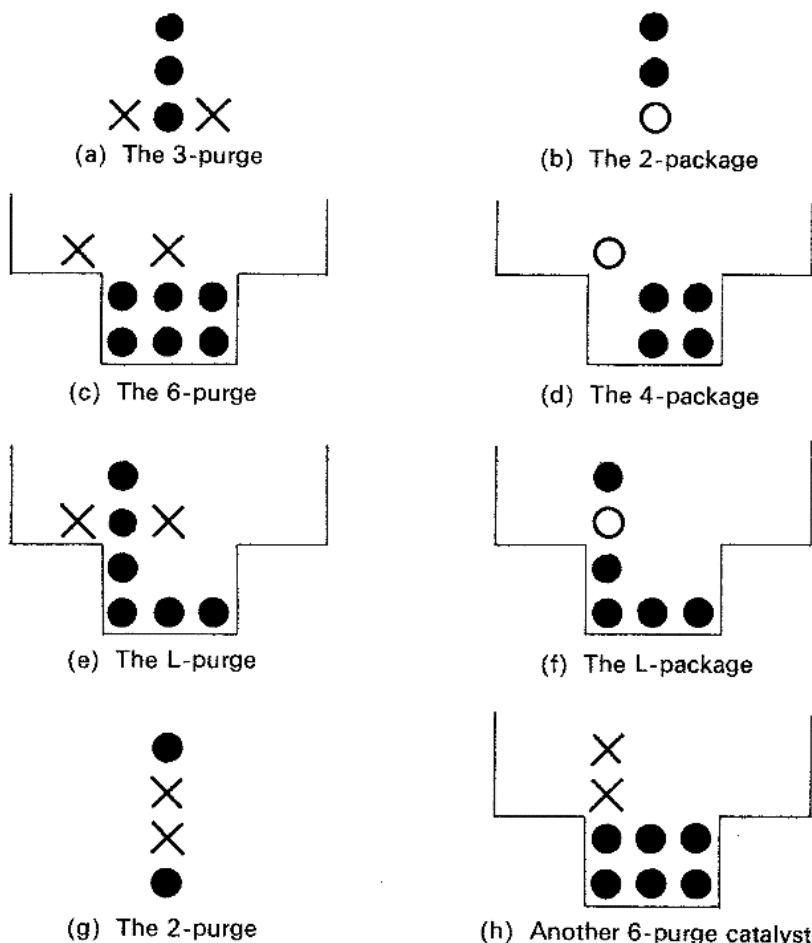 (a) The 3-purge
(b) The 2-package
(c) The 6-purge
(d) The 4-package
(e) The L-purge
(f) The L-package
(g) The 2-purge
(h) Another 6-purge catalyst